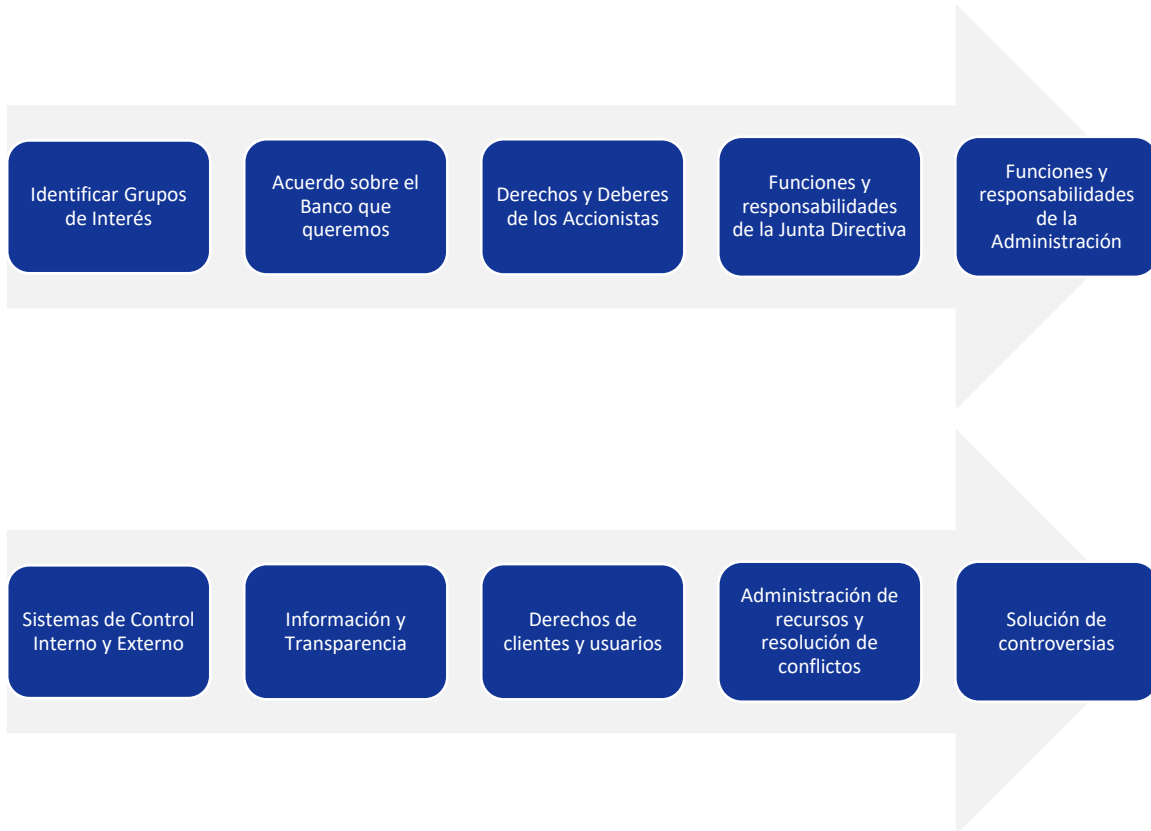 Identificar Grupos
de Interés
Acuerdo sobre el
Banco que
queremos
Derechos y Deberes
de los Accionistas
Funciones y
responsabilidades
de la Junta Directiva
Funciones y
responsabilidades
de la
Administración
Sistemas de Control
Interno y Externo
Información y
Transparencia
Derechos de
clientes y usuarios
Administración de
recursos y
resolución de
conflictos
Solución de
controversias